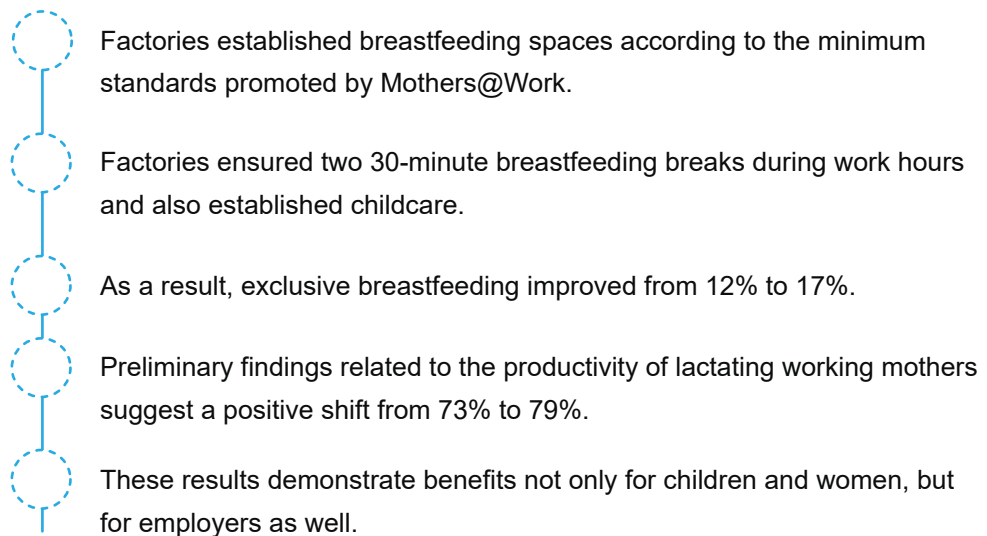 Factories established breastfeeding spaces according to the minimum
standards promoted by Mothers@Work.
Factories ensured two 30-minute breastfeeding breaks during work hours
and also established childcare.
As a result, exclusive breastfeeding improved from 12% to 17%.
Preliminary findings related to the productivity of lactating working mothers
suggest a positive shift from 73% to 79%.
These results demonstrate benefits not only for children and women, but
for employers as well.